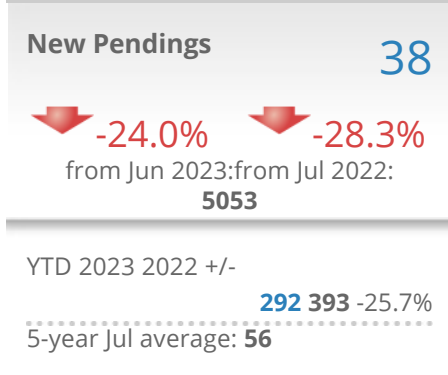 New Pendings
38
-24.0% -28.3%
from Jun 2023:from Jul 2022:
5053
YTD 2023 2022 +/-
292 393 -25.7%
5-year Jul average: 56